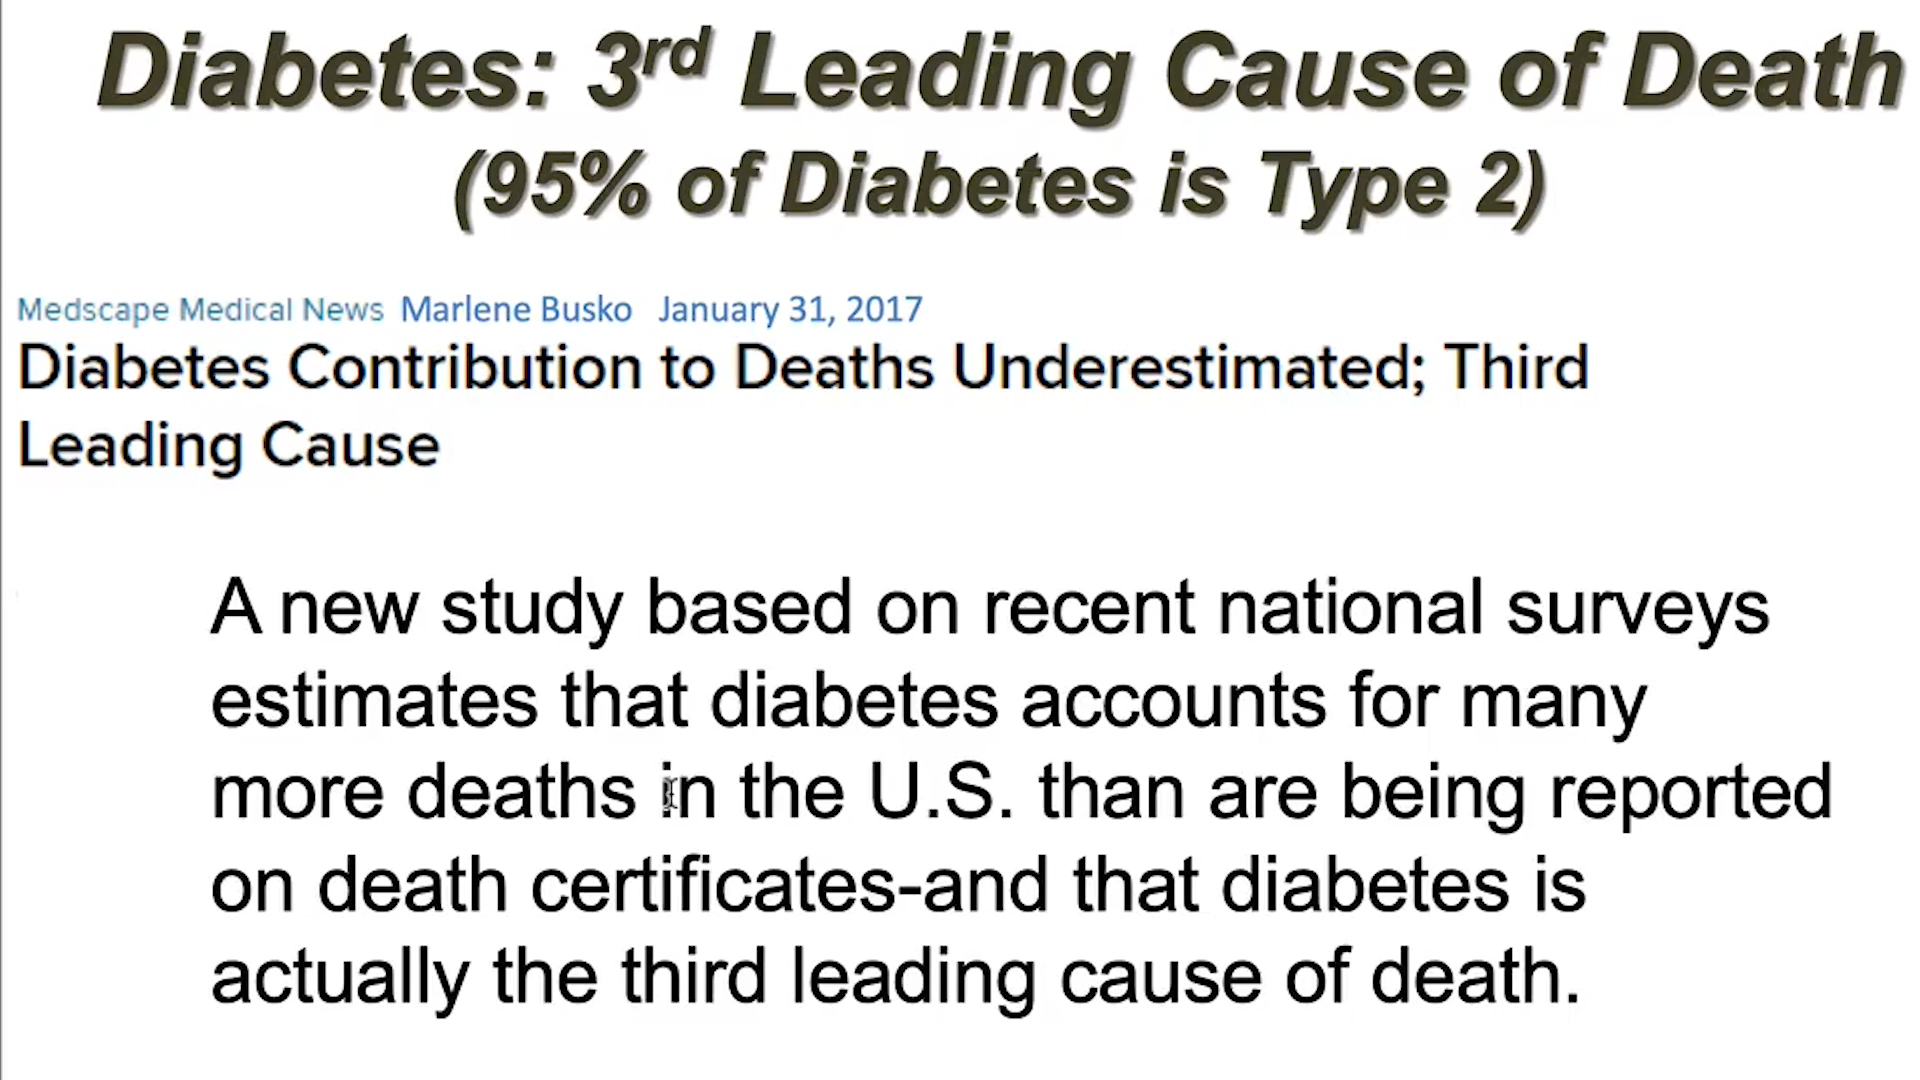 Diabetes: 3rd Leading Cause of Death
(95% of Diabetes is Type 2)
Medscape Medical News Marlene Busko January 31, 2017
Diabetes Contribution to Deaths Underestimated; Third
Leading Cause
A new study based on recent national surveys
estimates that diabetes accounts for many
more deaths in the U.S. than are being reported
on death certificates-and that diabetes is
actually the third leading cause of death.